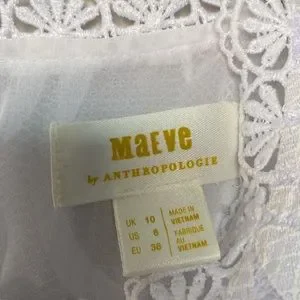 MAEVE
by ANTHROPOLOGIE
UK 10
US 6
EU 38
MADE IN
VIETNAM
FABRIQUÉ
AU
VIETNAM